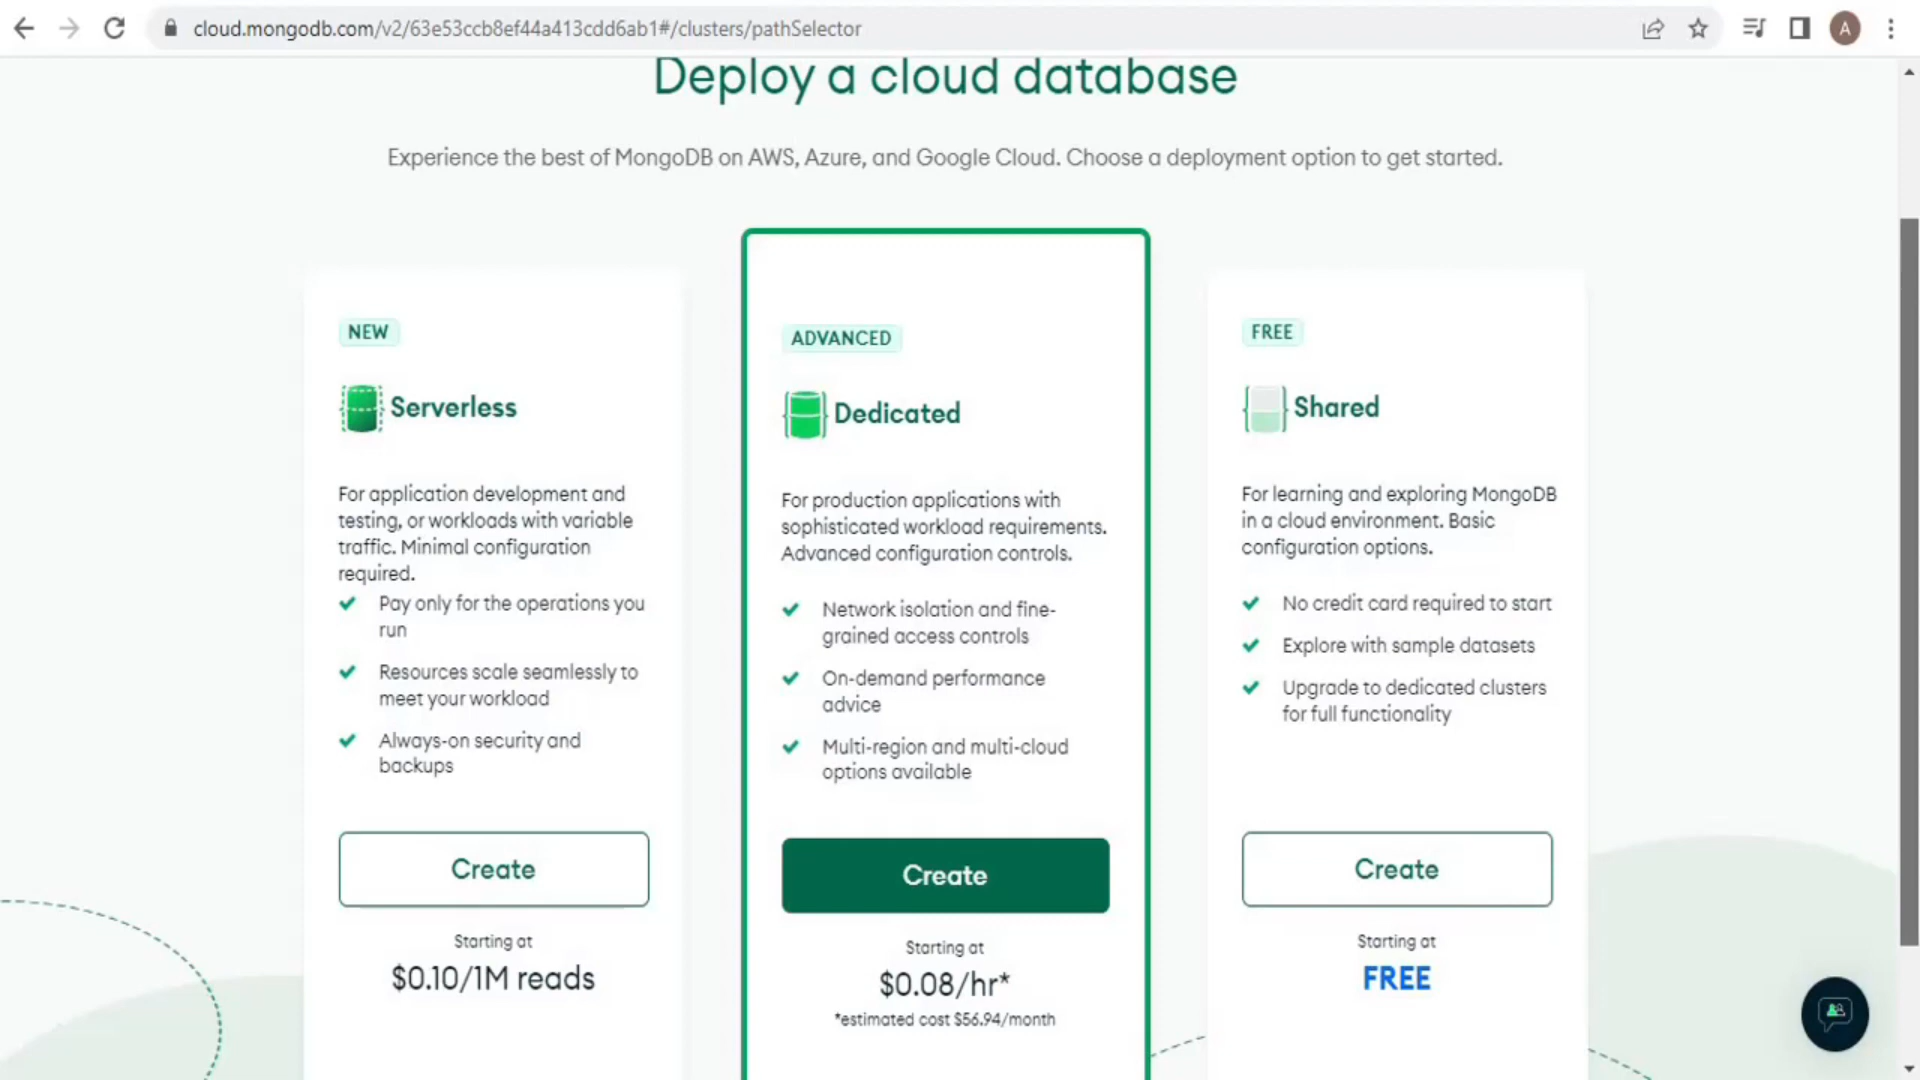 cloud.mongodb.com/v2/63e53ccb8ef44a413cdd6ab1#/clusters/pathSelector
A
Deploy a cloud database
Experience the best of MongoDB on AWS, Azure, and Google Cloud. Choose a deployment option to get started.
NEW
Serverless
For application development and
testing, or workloads with variable
traffic. Minimal configuration
required.
Pay only for the operations you
run
Resources scale seamlessly to
meet your workload
Always-on security and
backups
Create
Starting at
$0.10/1M reads
ADVANCED
Dedicated
For production applications with
sophisticated workload requirements.
Advanced configuration controls.
Network isolation and fine-
grained access controls
On-demand performance
advice
Multi-region and multi-cloud
options available
Create
Starting at
$0.08/hr*
*estimated cost $56.94/month
FREE
Shared
For learning and exploring MongoDB
in a cloud environment. Basic
configuration options.
No credit card required to start
Explore with sample datasets
Upgrade to dedicated clusters
for full functionality
Create
Starting at
FREE